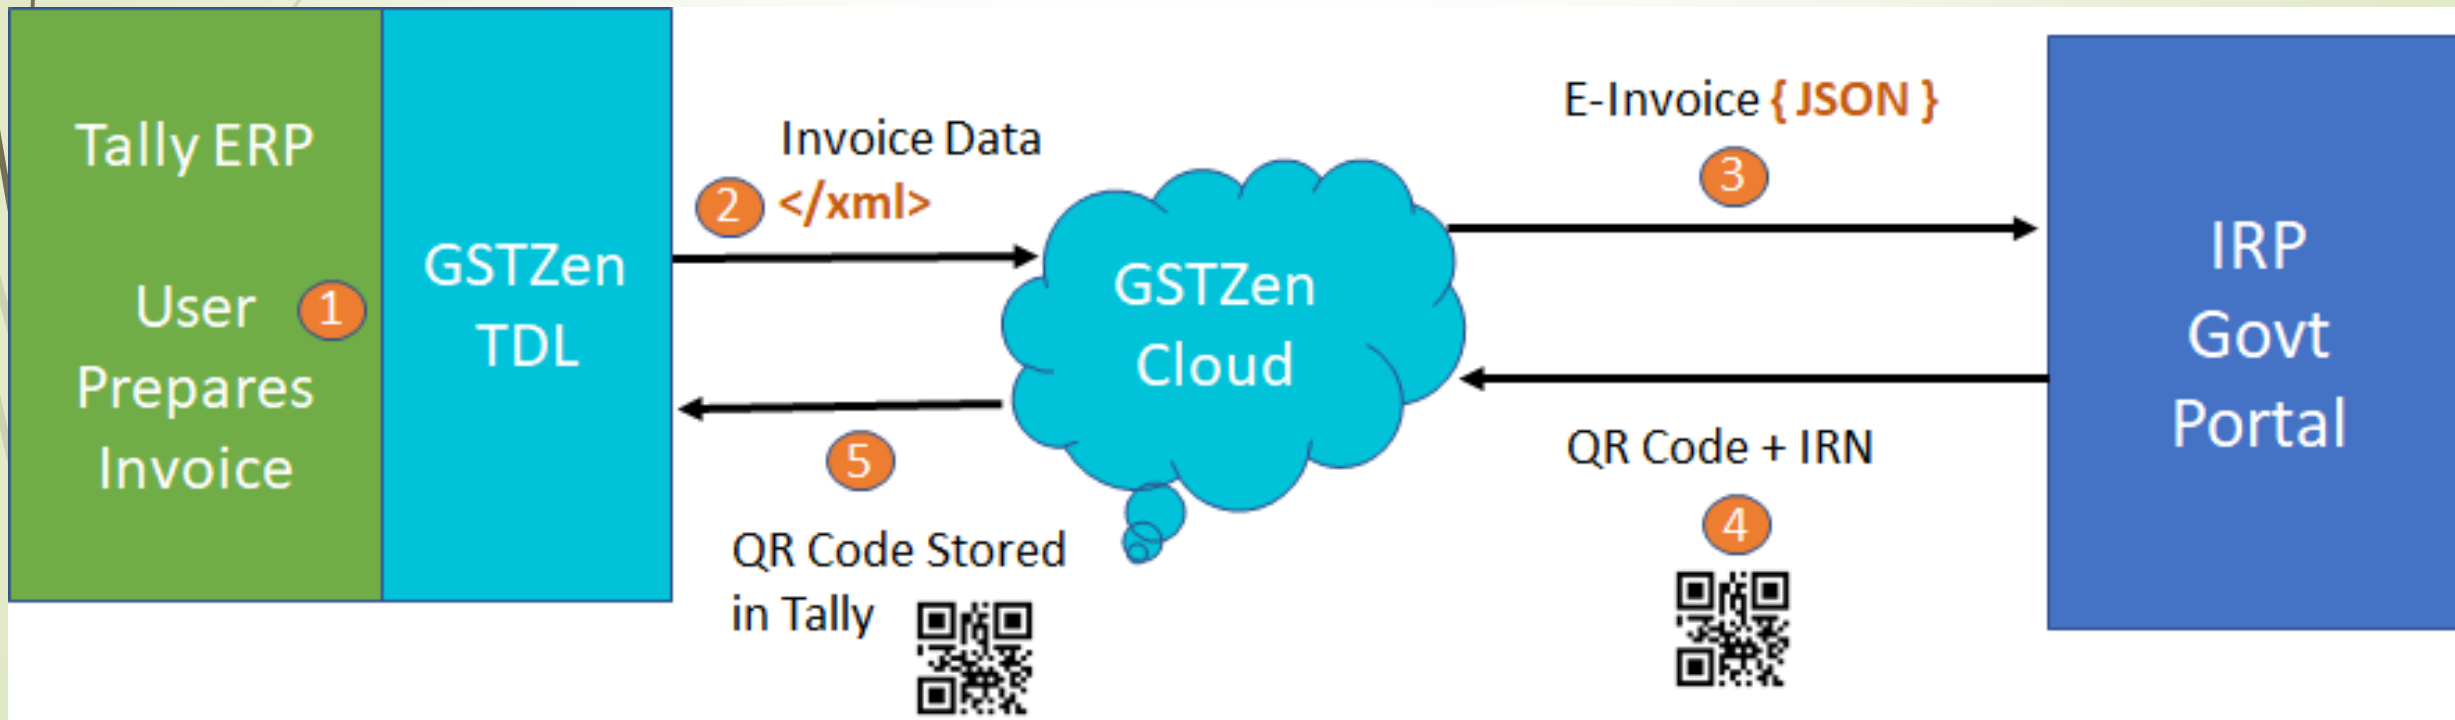 Tally ERP
User 1
Prepares
Invoice
GSTZen
TDL
Invoice Data
2 </xml>
GSTZen
Cloud
5
QR Code Stored
in Tally
E-Invoice { JSON }
3
QR Code + IRN
4
IRP
Govt
Portal